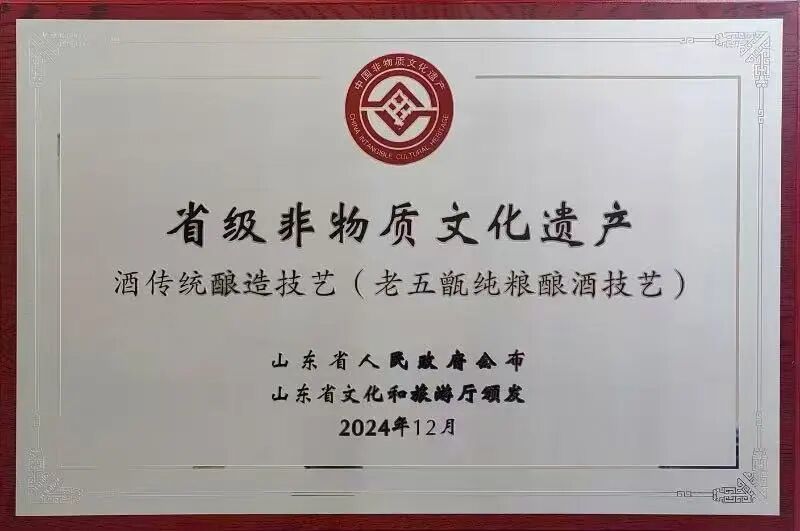 中国非物质文化遗产
CHINA INTANGIBLE CULTURAL HERITAGE
省级非物质文化遗产
酒传统酿造技艺（老五甑纯粮酿酒技艺）
山东省人民政府公布
山东省文化和旅游厅颁发
2024年12月